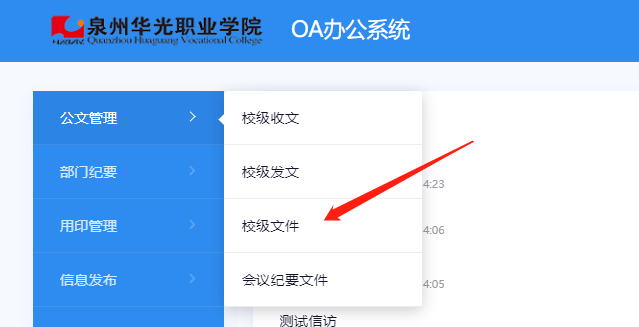 泉州华光职业学院
Quanzhou Huaguang Vocational College
OA办公系统
公文管理
校级收文
部门纪要
校级发文
4:23
用印管理
校级文件
4:06
信息发布
会议纪要文件
4:05
测试信访